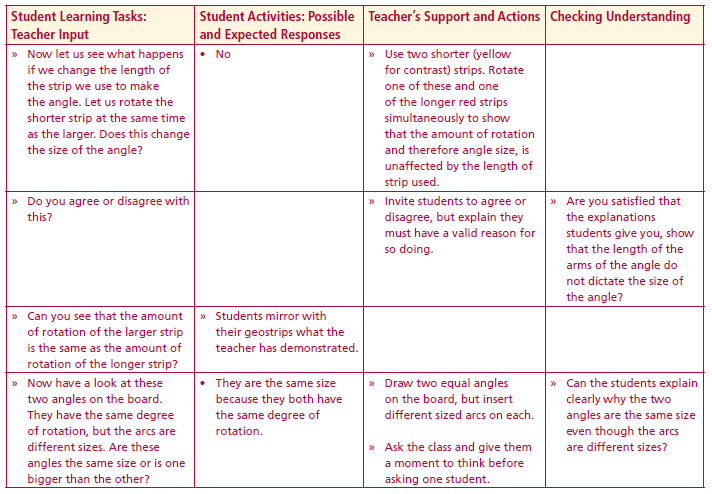 Student Learning Tasks:
Teacher Input
Student Activities: Possible
and Expected Responses
Teacher's Support and Actions
Checking Understanding
» Now let us see what happens
if we change the length of
the strip we use to make
the angle. Let us rotate the
shorter strip at the same time
as the larger. Does this change
the size of the angle?
• No
» Use two shorter (yellow
for contrast) strips. Rotate
one of these and one
of the longer red strips
simultaneously to show
that the amount of rotation
and therefore angle size, is
unaffected by the length of
strip used.
» Do you agree or disagree with
this?
» Invite students to agree or
disagree, but explain they
must have a valid reason for
so doing.
» Are you satisfied that
the explanations
students give you, show
that the length of the
arms of the angle do
not dictate the size of
the angle?
» Can you see that the amount
of rotation of the larger strip
is the same as the amount of
rotation of the longer strip?
» Students mirror with
their geostrips what the
teacher has demonstrated.
» Now have a look at these
two angles on the board.
They have the same degree
of rotation, but the arcs are
different sizes. Are these
angles the same size or is one
bigger than the other?
• They are the same size
because they both have
the same degree of
rotation.
» Draw two equal angles
on the board, but insert
different sized arcs on each.
» Ask the class and give them
a moment to think before
asking one student.
» Can the students explain
clearly why the two
angles are the same size
even though the arcs
are different sizes?